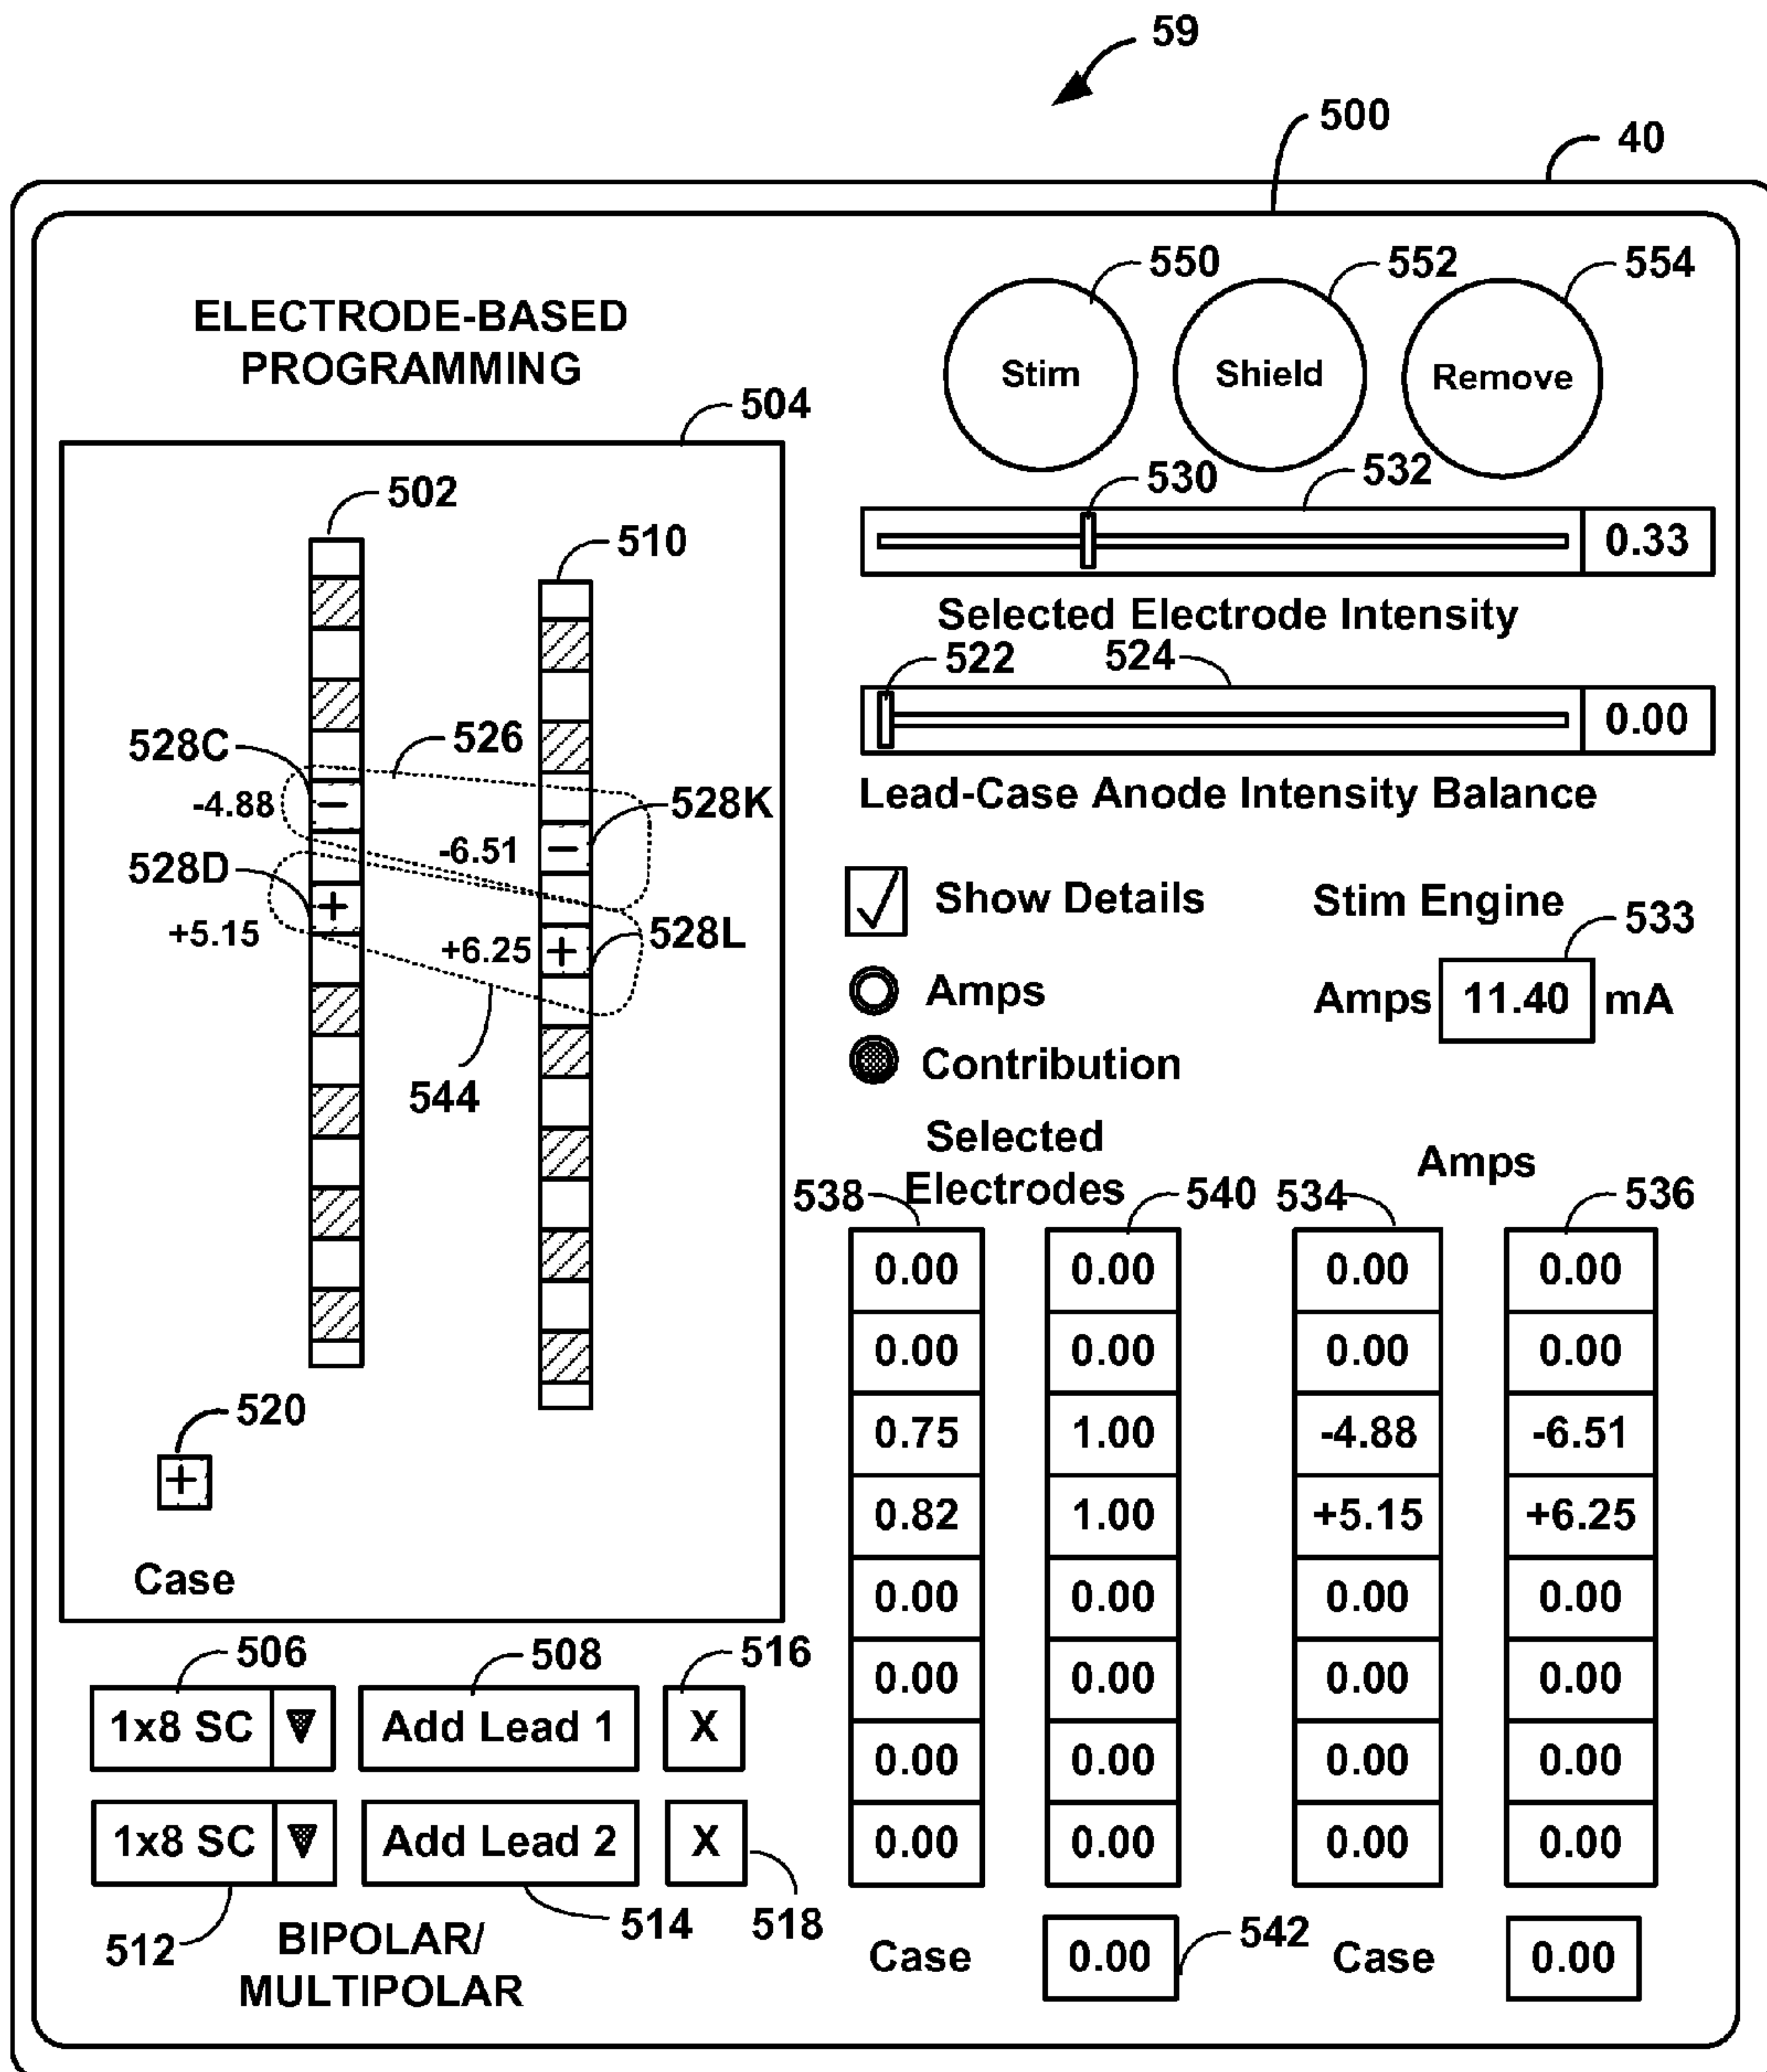 59
500
40
550
552
554
ELECTRODE-BASED
PROGRAMMING
Stim
Shield
Remove
504
502
510
530
532
0.33
Selected Electrode Intensity
522
524
0.00
Lead-Case Anode Intensity Balance
528C
526
-4.88
−
528K
-6.51
−
528D
+
+5.15
+6.25
+
528L
544
Show Details
Stim Engine
533
Amps
Amps 11.40 mA
Contribution
Selected
Electrodes
Amps
538
540
534
536
0.00 0.00 0.00 0.00
0.00 0.00 0.00 0.00
0.75 1.00 -4.88 -6.51
0.82 1.00 +5.15 +6.25
0.00 0.00 0.00 0.00
0.00 0.00 0.00 0.00
0.00 0.00 0.00 0.00
0.00 0.00 0.00 0.00
Case 0.00 542 Case 0.00
520
+
Case
506
508
516
1x8 SC Add Lead 1 X
1x8 SC Add Lead 2 X
512
514
518
BIPOLAR/
MULTIPOLAR